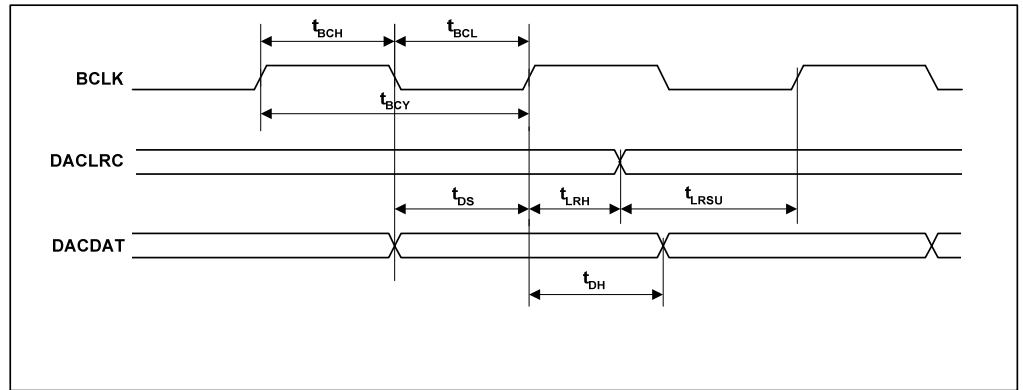 tBCH tBCL
BCLK
tBCY
DACLRC
tDS tLRH tLRSU
DACDAT
tDH